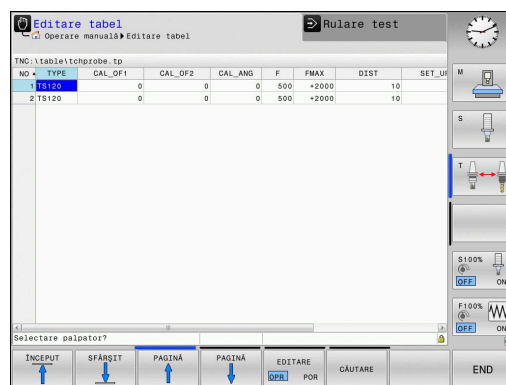 Editare tabel
Rulare test
Operare manuală Editare tabel
TNC:\table\tchprobe.tp
NO TYPE CAL_OF1 CAL_OF2 CAL_ANG F FMAX DIST SET_UP
1 TS120 0 0 0 500 +2000 10
2 TS120 0 0 0 500 +2000 10
Selectare palpator?
M
S
T
S100%
OFF ON
F100%
OFF ON
ÎNCEPUT SFÂRŞIT PAGINĂ PAGINĂ EDITARE CĂUTARE END
OPR POR